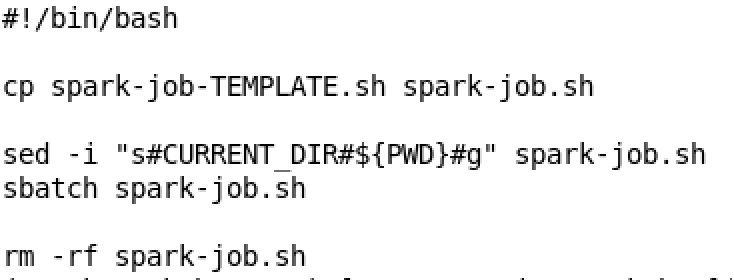 #!/bin/bash
cp spark-job-TEMPLATE.sh spark-job.sh
sed -i "s#CURRENT_DIR#${PWD}#g" spark-job.sh
sbatch spark-job.sh
rm -rf spark-job.sh